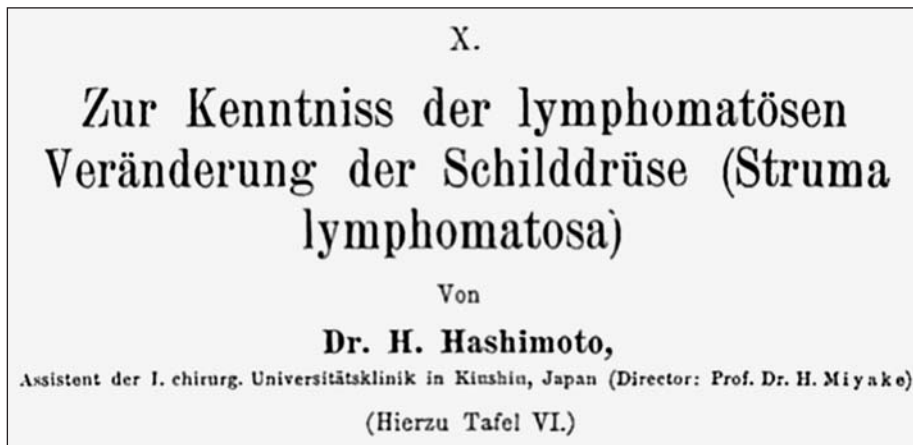 X.
Zur Kenntniss der lymphomatösen
Veränderung der Schilddrüse (Struma
lymphomatosa)
Von
Dr. H. Hashimoto,
Assistent der I. chirurg. Universitätsklinik in Kiushiu, Japan (Director: Prof. Dr. H. Miyake)
(Hierzu Tafel VI.)